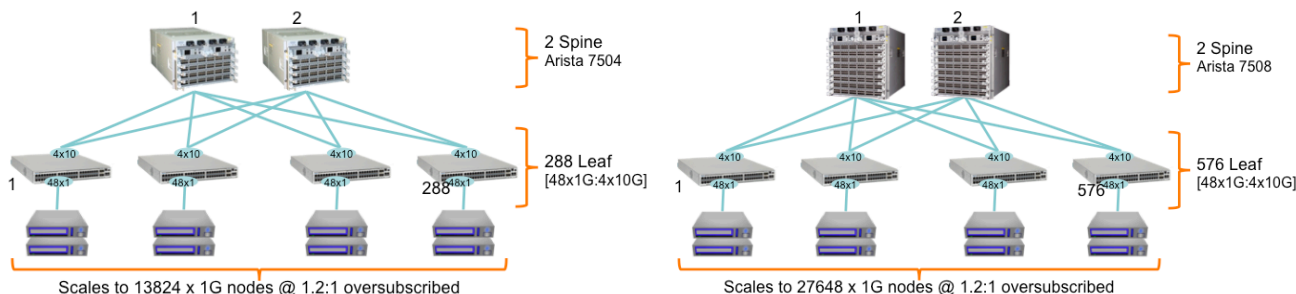 1
2
2 Spine
Arista 7504
4x10
4x10
4x10
4x10
1
48x1
48x1
48x1
288
48x1
288 Leaf
[48x1G:4x10G]
Scales to 13824 x 1G nodes @ 1.2:1 oversubscribed
1
2
2 Spine
Arista 7508
4x10
4x10
4x10
4x10
1
48x1
48x1
48x1
576
48x1
576 Leaf
[48x1G:4x10G]
Scales to 27648 x 1G nodes @ 1.2:1 oversubscribed